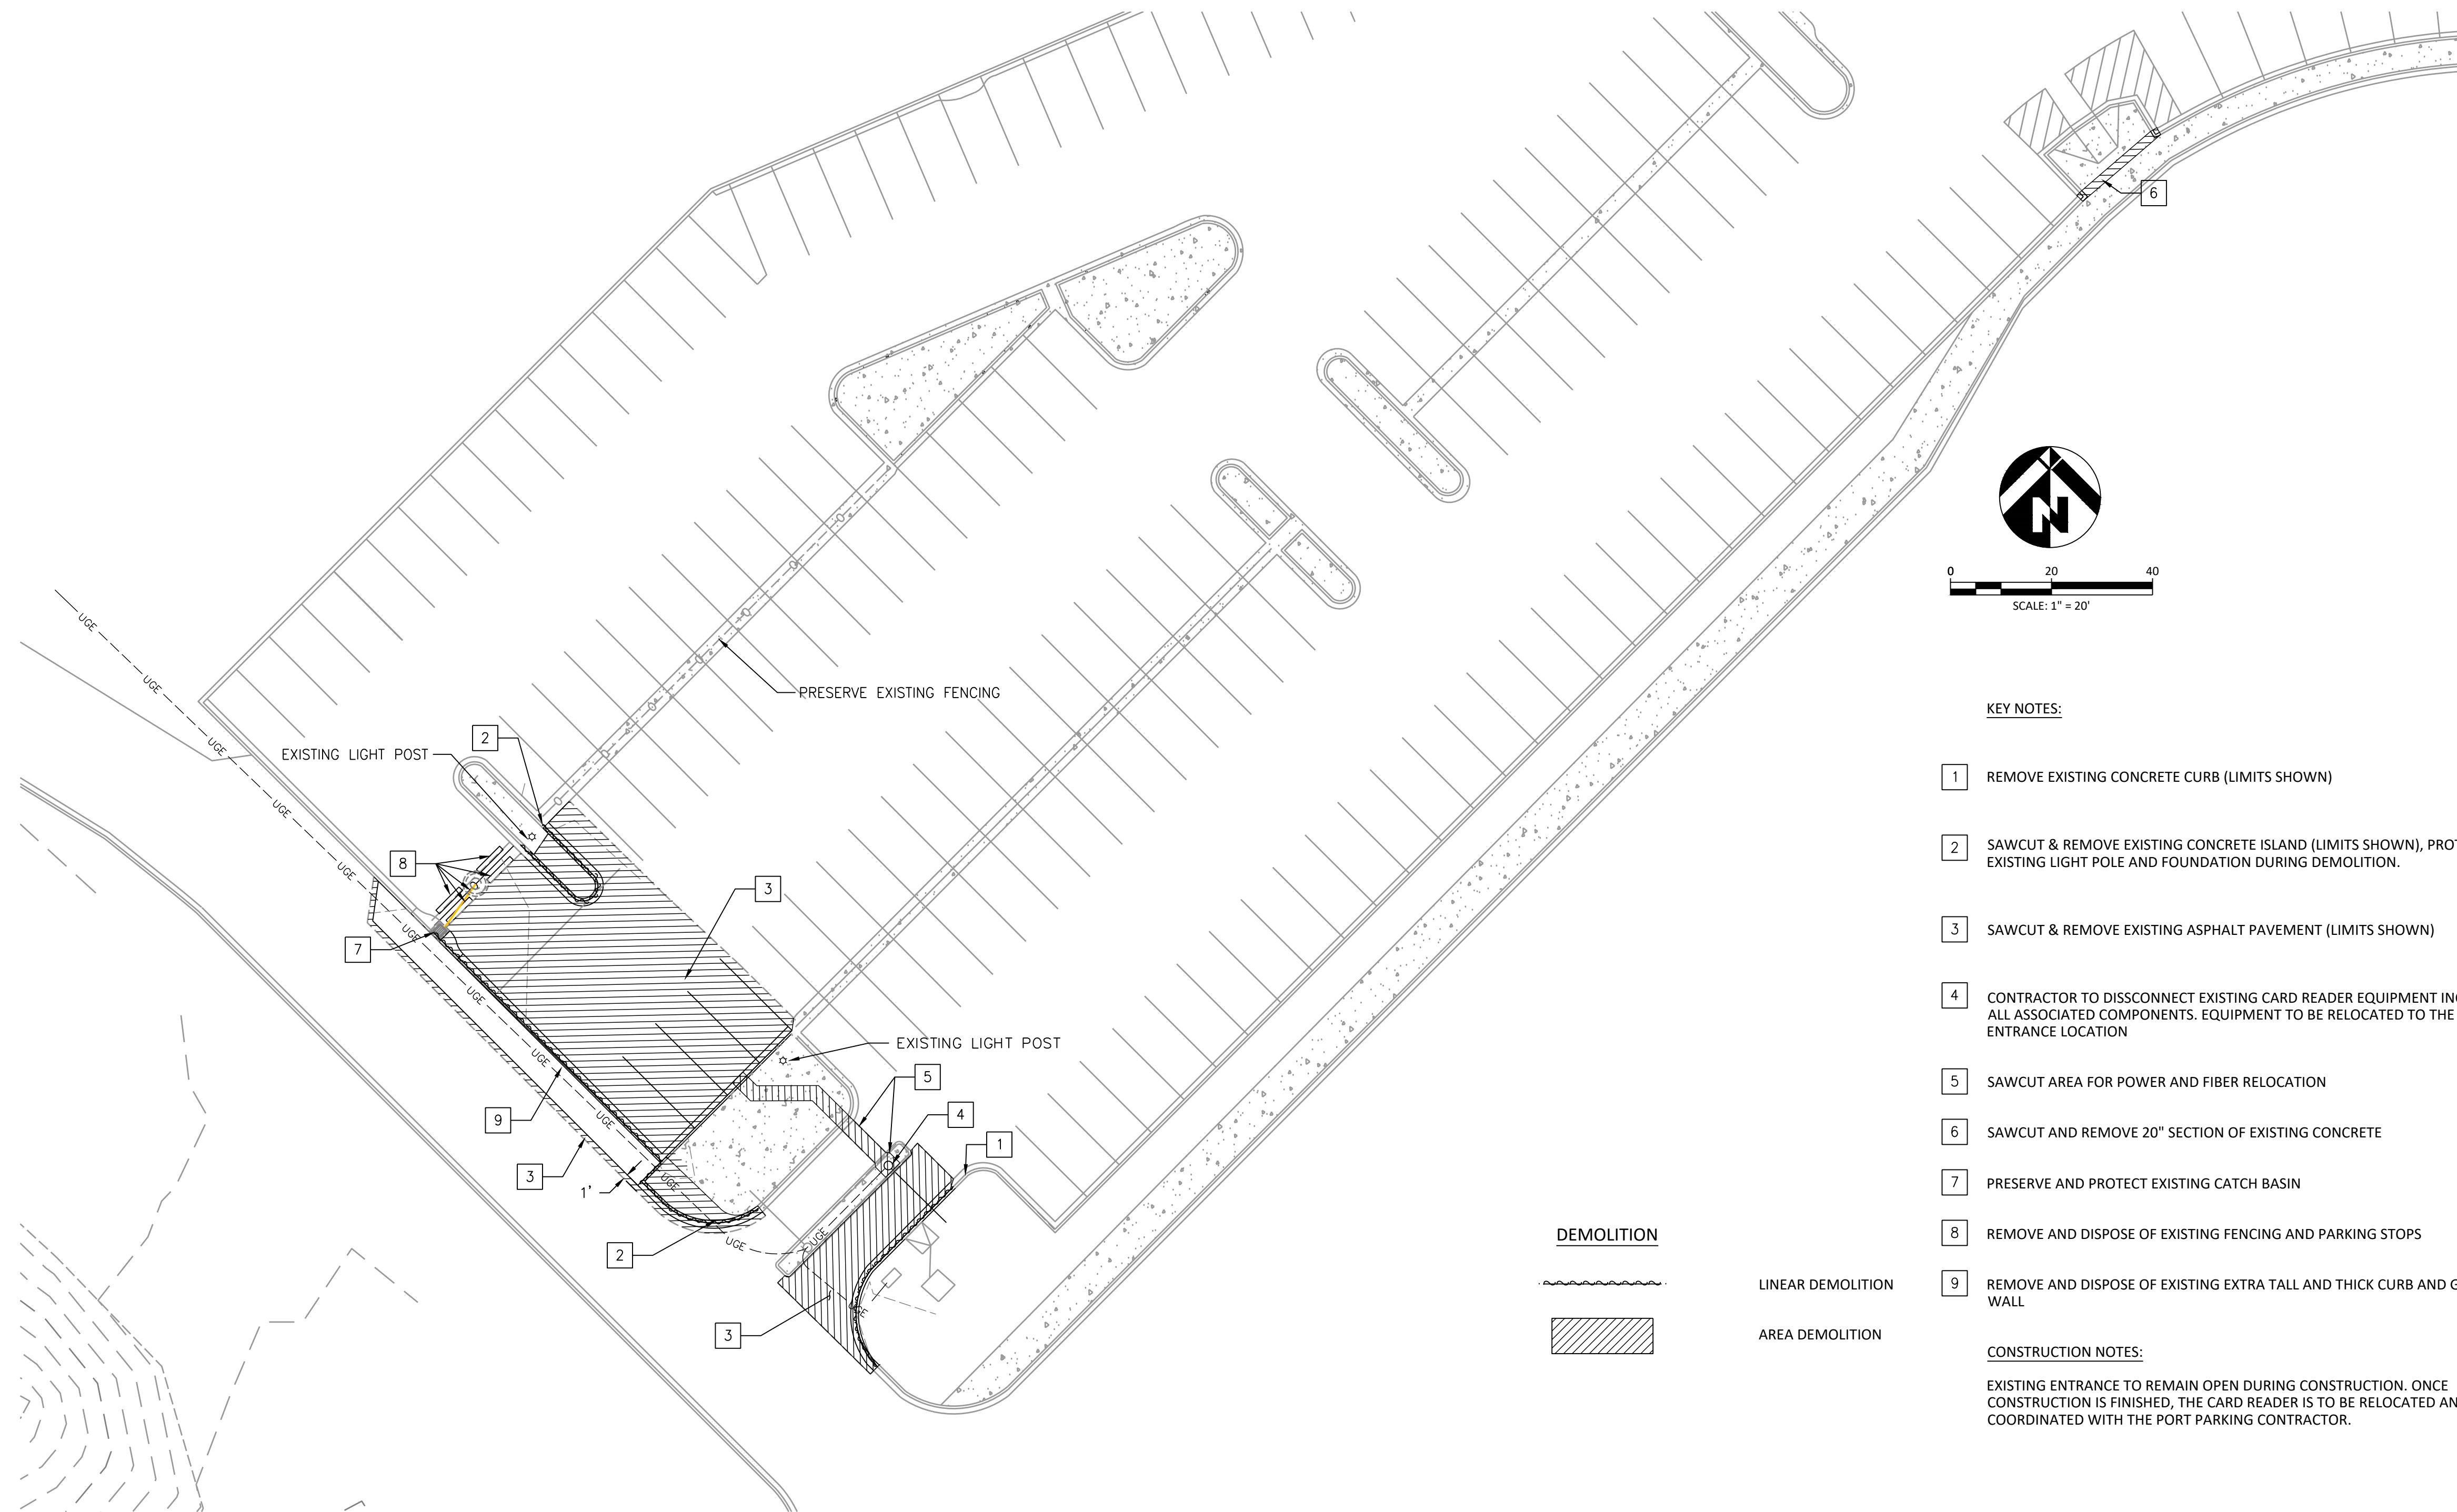 6
N
0 20 40
SCALE: 1" = 20'
UGE
UGE
UGE
UGE
UGE
UGE
UGE
UGE
UGE
UGE
UGE
UGE
UGE
PRESERVE EXISTING FENCING
2
EXISTING LIGHT POST
8
3
7
EXISTING LIGHT POST
5
9
4
1
3
1'
2
3
KEY NOTES:
1 REMOVE EXISTING CONCRETE CURB (LIMITS SHOWN)
2 SAWCUT & REMOVE EXISTING CONCRETE ISLAND (LIMITS SHOWN), PROT
EXISTING LIGHT POLE AND FOUNDATION DURING DEMOLITION.
3 SAWCUT & REMOVE EXISTING ASPHALT PAVEMENT (LIMITS SHOWN)
4 CONTRACTOR TO DISSCONNECT EXISTING CARD READER EQUIPMENT IN
ALL ASSOCIATED COMPONENTS. EQUIPMENT TO BE RELOCATED TO THE
ENTRANCE LOCATION
5 SAWCUT AREA FOR POWER AND FIBER RELOCATION
6 SAWCUT AND REMOVE 20" SECTION OF EXISTING CONCRETE
7 PRESERVE AND PROTECT EXISTING CATCH BASIN
8 REMOVE AND DISPOSE OF EXISTING FENCING AND PARKING STOPS
9 REMOVE AND DISPOSE OF EXISTING EXTRA TALL AND THICK CURB AND G
WALL
CONSTRUCTION NOTES:
EXISTING ENTRANCE TO REMAIN OPEN DURING CONSTRUCTION. ONCE
CONSTRUCTION IS FINISHED, THE CARD READER IS TO BE RELOCATED AN
COORDINATED WITH THE PORT PARKING CONTRACTOR.
DEMOLITION
LINEAR DEMOLITION
AREA DEMOLITION